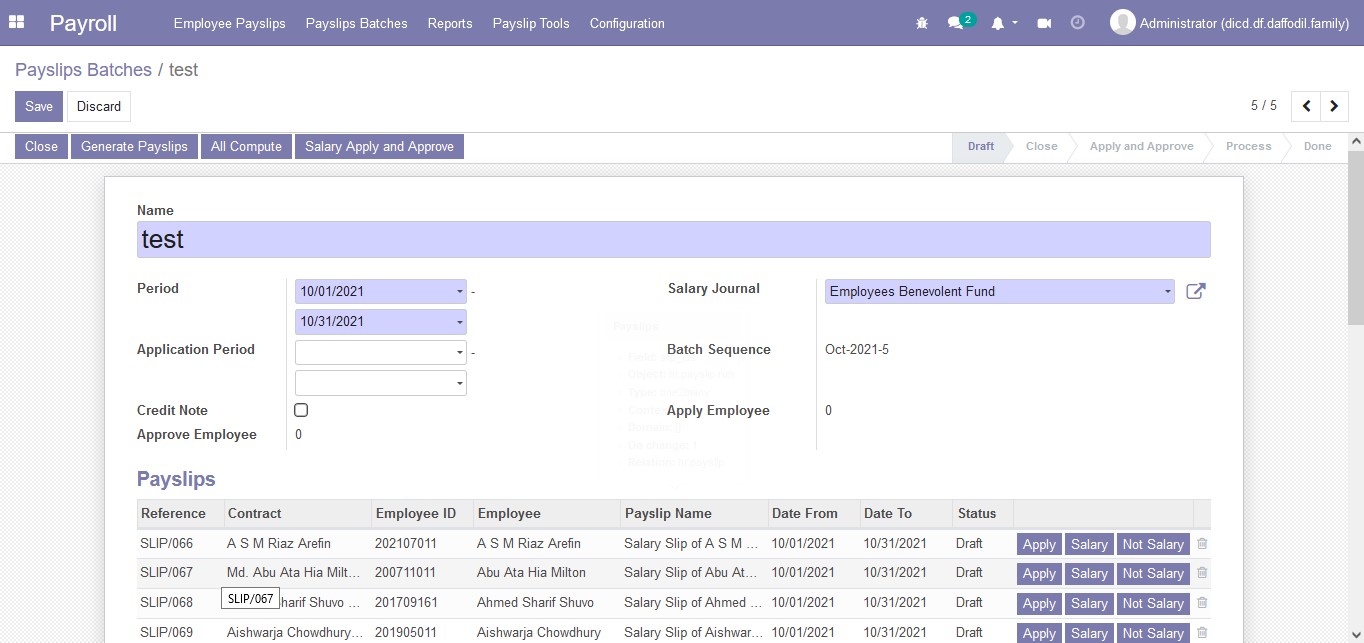 Payroll Employee Payslips Payslips Batches Reports Payslip Tools Configuration 2 Administrator (dicd.df.daffodil.family)
Payslips Batches / test
Save Discard 5 / 5
Close Generate Payslips All Compute Salary Apply and Approve Draft Close Apply and Approve Process Done
Name
test
Period 10/01/2021 - Salary Journal Employees Benevolent Fund
10/31/2021
Application Period - Batch Sequence Oct-2021-5
Credit Note Apply Employee 0
Approve Employee 0
Payslips
Reference Contract Employee ID Employee Payslip Name Date From Date To Status
SLIP/066 A S M Riaz Arefin 202107011 A S M Riaz Arefin Salary Slip of A S M ... 10/01/2021 10/31/2021 Draft Apply Salary Not Salary
SLIP/067 Md. Abu Ata Hia Milt... 200711011 Abu Ata Hia Milton Salary Slip of Abu At... 10/01/2021 10/31/2021 Draft Apply Salary Not Salary
SLIP/067
SLIP/068 harif Shuvo ... 201709161 Ahmed Sharif Shuvo Salary Slip of Ahmed ... 10/01/2021 10/31/2021 Draft Apply Salary Not Salary
SLIP/069 Aishwarja Chowdhury... 201905011 Aishwarja Chowdhury Salary Slip of Aishwar... 10/01/2021 10/31/2021 Draft Apply Salary Not Salary